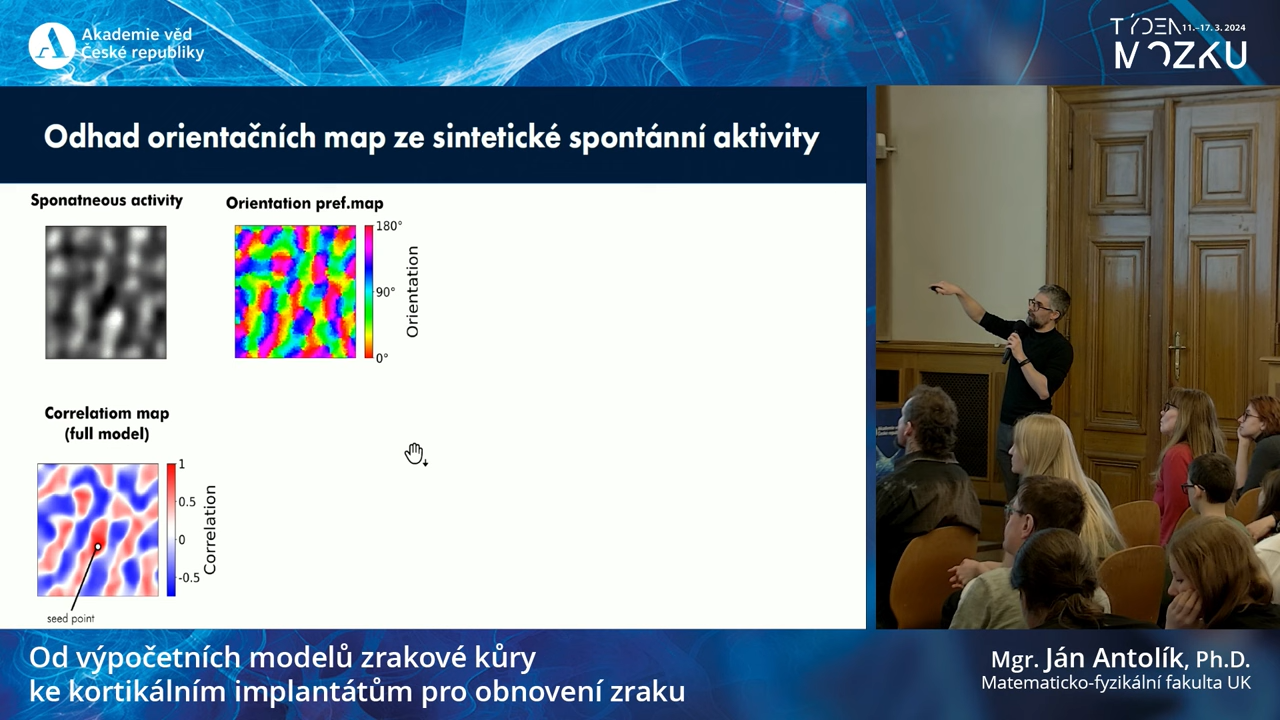 Akademie věd
České republiky
TÝDEN 11.–17. 3. 2024
MOZKU
Odhad orientačních map ze sintetické spontánní aktivity
Sponatneous activity
Orientation pref.map
180°
90°
0°
Orientation
Correlatiom map
(full model)
1
0.5
0
-0.5
Correlation
seed point
Od výpočetních modelů zrakové kůry
ke kortikálním implantátům pro obnovení zraku
Mgr. Ján Antolík, Ph.D.
Matematicko-fyzikální fakulta UK